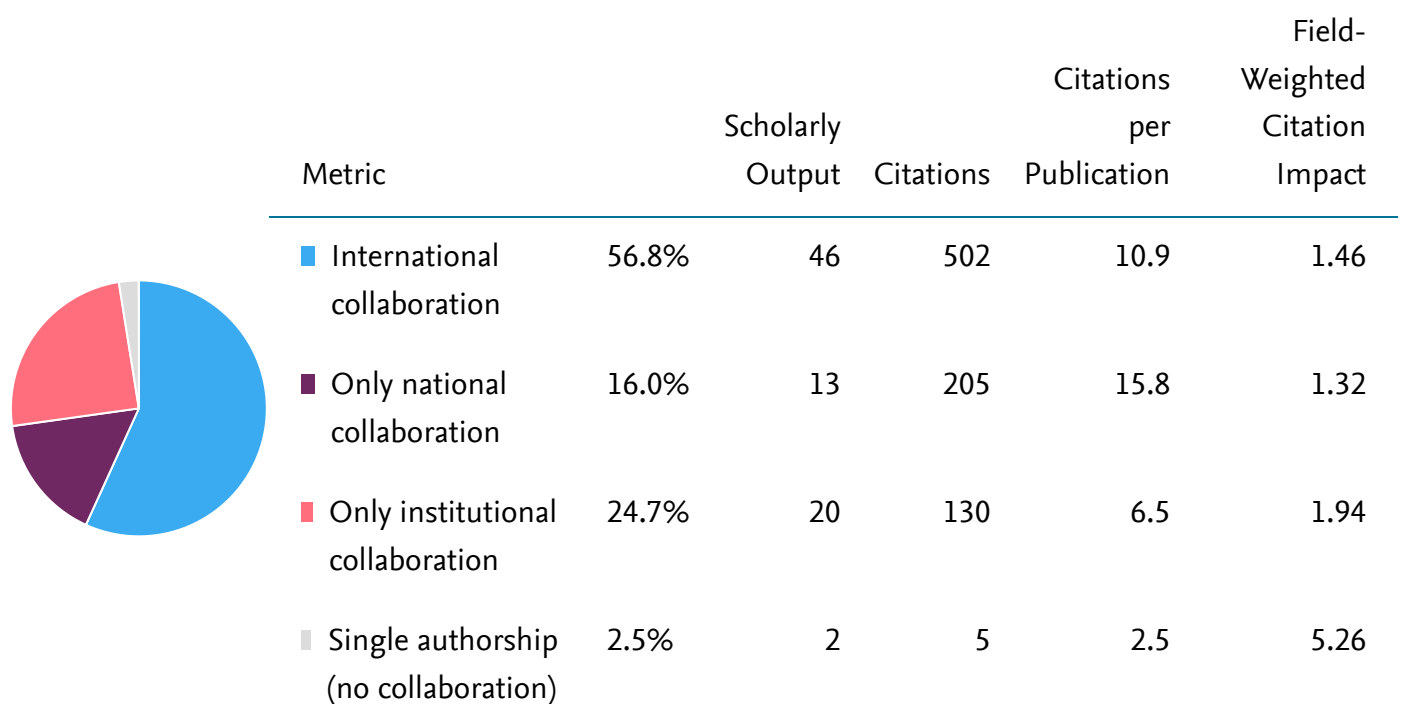 Field-
Citations Weighted
Scholarly per Citation
Metric Output Citations Publication Impact
International 56.8% 46 502 10.9 1.46
collaboration
Only national 16.0% 13 205 15.8 1.32
collaboration
Only institutional 24.7% 20 130 6.5 1.94
collaboration
Single authorship 2.5% 2 5 2.5 5.26
(no collaboration)